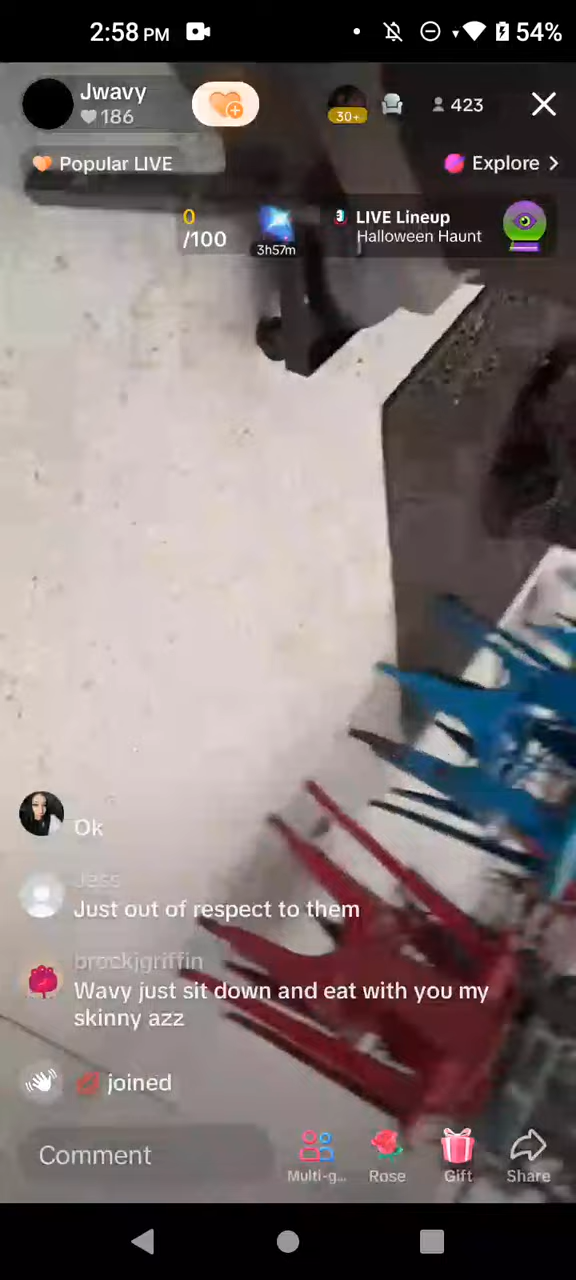 2:58 PM
54%
Jwavy
186
30+
423
Popular LIVE
Explore >
0
/100
3h57m
LIVE Lineup
Halloween Haunt
Ok
Jess
Just out of respect to them
brockjgriffin
Wavy just sit down and eat with you my
skinny azz
joined
Comment
Multi-g...
Rose
Gift
Share